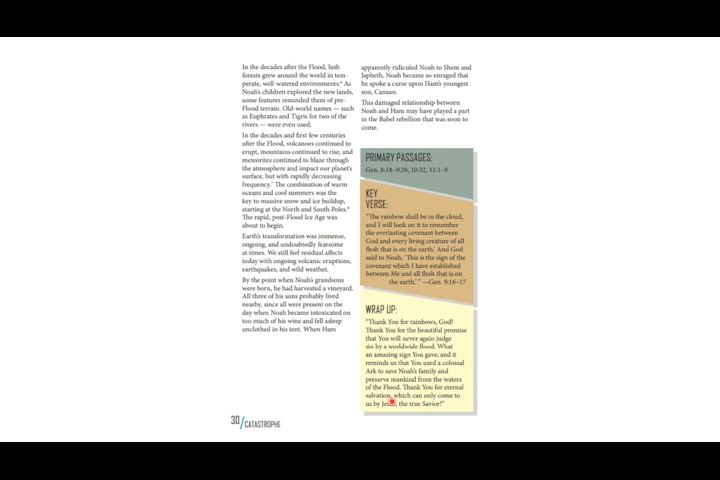 In the decades after the Flood, lush
forests grew around the world in tem-
perate, well-watered environments.⁶ As
Noah's children explored the new lands,
some features reminded them of pre-
Flood terrain. Old-world names — such
as Euphrates and Tigris for two of the
rivers — were even used.
In the decades and first few centuries
after the Flood, volcanoes continued to
erupt, mountains continued to rise, and
meteorites continued to blaze through
the atmosphere and impact our planet's
surface, but with rapidly decreasing
frequency.⁷ The combination of warm
oceans and cool summers was the
key to massive snow and ice buildup,
starting at the North and South Poles.⁸
The rapid, post-Flood Ice Age was
about to begin.
Earth's transformation was immense,
ongoing, and undoubtedly fearsome
at times. We still feel residual affects
today with ongoing volcanic eruptions,
earthquakes, and wild weather.
By the point when Noah's grandsons
were born, he had harvested a vineyard.
All three of his sons probably lived
nearby, since all were present on the
day when Noah became intoxicated on
too much of his wine and fell asleep
unclothed in his tent. When Ham
apparently ridiculed Noah to Shem and
Japheth, Noah became so enraged that
he spoke a curse upon Ham's youngest
son, Canaan.
This damaged relationship between
Noah and Ham may have played a part
in the Babel rebellion that was soon to
come.
PRIMARY PASSAGES:
Gen. 8:18–9:28, 10:32, 11:1–9
KEY
VERSE:
"The rainbow shall be in the cloud,
and I will look on it to remember
the everlasting covenant between
God and every living creature of all
flesh that is on the earth.' And God
said to Noah, 'This is the sign of the
covenant which I have established
between Me and all flesh that is on
the earth.'" —Gen. 9:16–17
WRAP UP:
"Thank You for rainbows, God!
Thank You for the beautiful promise
that You will never again judge
sin by a worldwide flood. What
an amazing sign You gave, and it
reminds us that You used a colossal
Ark to save Noah's family and
preserve mankind from the waters
of the Flood. Thank You for eternal
salvation, which can only come to
us by Jesus, the true Savior!"
30/CATASTROPHE